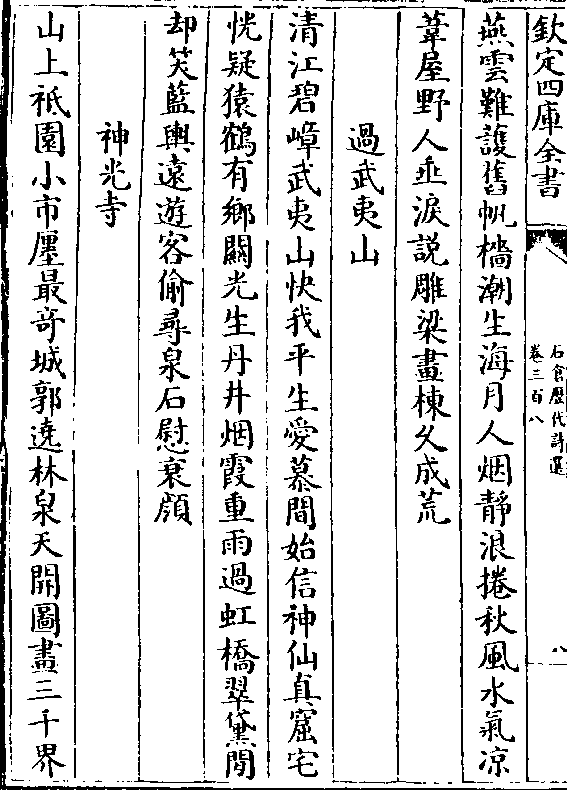 欽定四庫全書
石倉歷代詩選
卷三百八
八
燕雲難護舊帆檣潮生海月人烟静浪捲秋風水氣凉
葦屋野人垂淚説雕梁畫棟久成荒
過武夷山
清江碧嶂武夷山快我平生愛慕間始信神仙真窟宅
恍疑猿鶴有鄉關光生丹井烟霞重雨過虹橋翠黛閒
却笑藍輿遠遊客偷尋泉石慰衰顔
神光寺
山上祗園小市廛最竒城郭遶林泉天開圖畫三千界